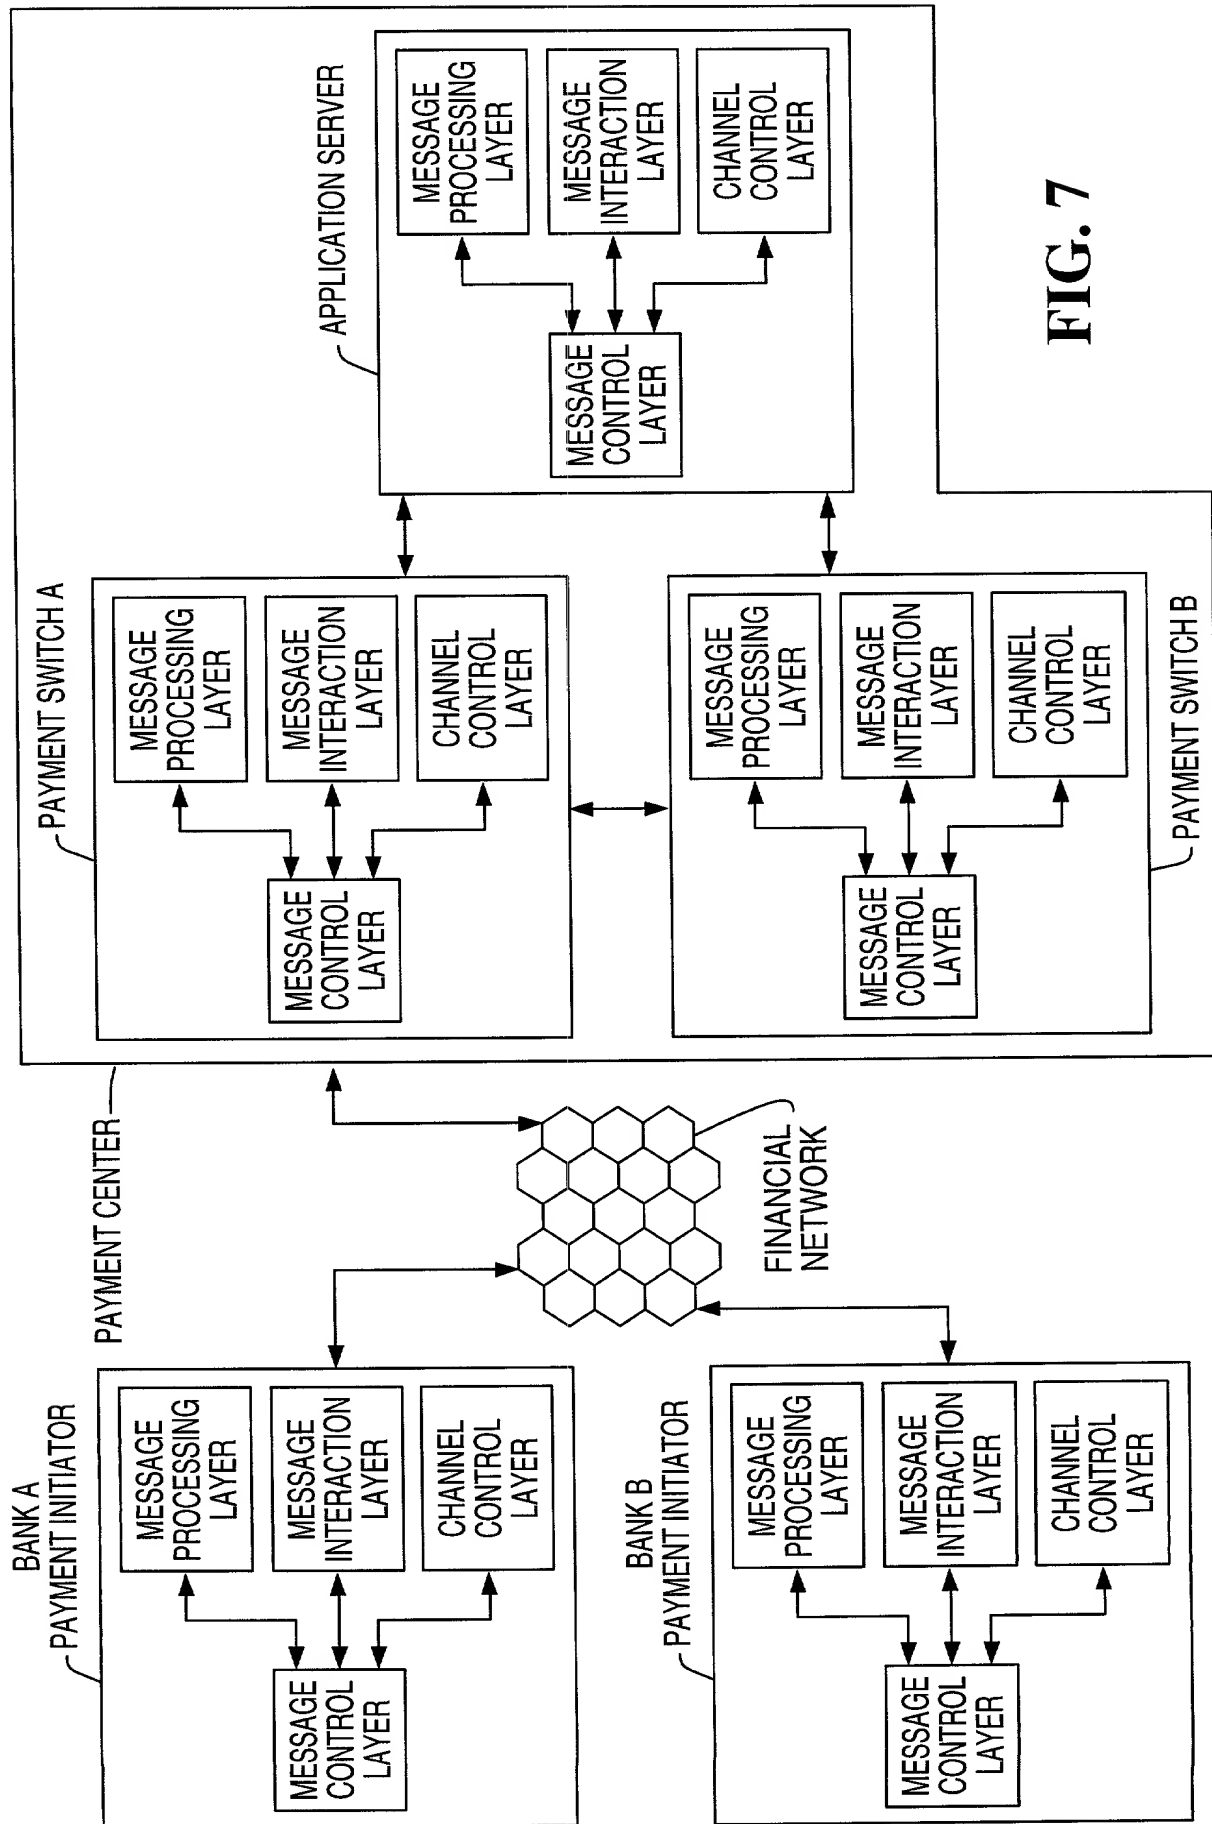 BANK A
PAYMENT INITIATOR
MESSAGE
PROCESSING
LAYER
MESSAGE
INTERACTION
LAYER
CHANNEL
CONTROL
LAYER
MESSAGE
CONTROL
LAYER
BANK B
PAYMENT INITIATOR
MESSAGE
PROCESSING
LAYER
MESSAGE
INTERACTION
LAYER
CHANNEL
CONTROL
LAYER
MESSAGE
CONTROL
LAYER
FINANCIAL
NETWORK
PAYMENT CENTER
PAYMENT SWITCH A
MESSAGE
PROCESSING
LAYER
MESSAGE
INTERACTION
LAYER
CHANNEL
CONTROL
LAYER
MESSAGE
CONTROL
LAYER
MESSAGE
PROCESSING
LAYER
MESSAGE
INTERACTION
LAYER
CHANNEL
CONTROL
LAYER
MESSAGE
CONTROL
LAYER
PAYMENT SWITCH B
APPLICATION SERVER
MESSAGE
PROCESSING
LAYER
MESSAGE
INTERACTION
LAYER
CHANNEL
CONTROL
LAYER
MESSAGE
CONTROL
LAYER
FIG. 7